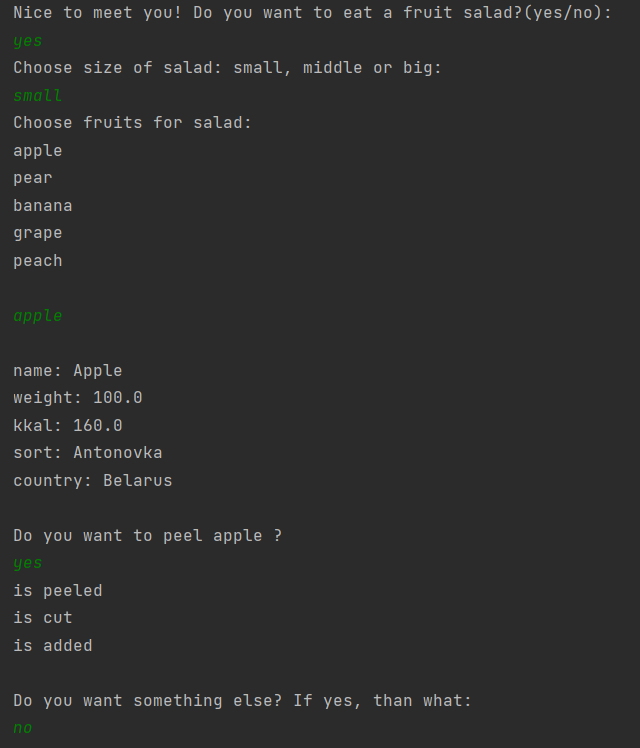 Nice to meet you! Do you want to eat a fruit salad?(yes/no):
yes
Choose size of salad: small, middle or big:
small
Choose fruits for salad:
apple
pear
banana
grape
peach
apple
name: Apple
weight: 100.0
kkal: 160.0
sort: Antonovka
country: Belarus
Do you want to peel apple ?
yes
is peeled
is cut
is added
Do you want something else? If yes, than what:
no